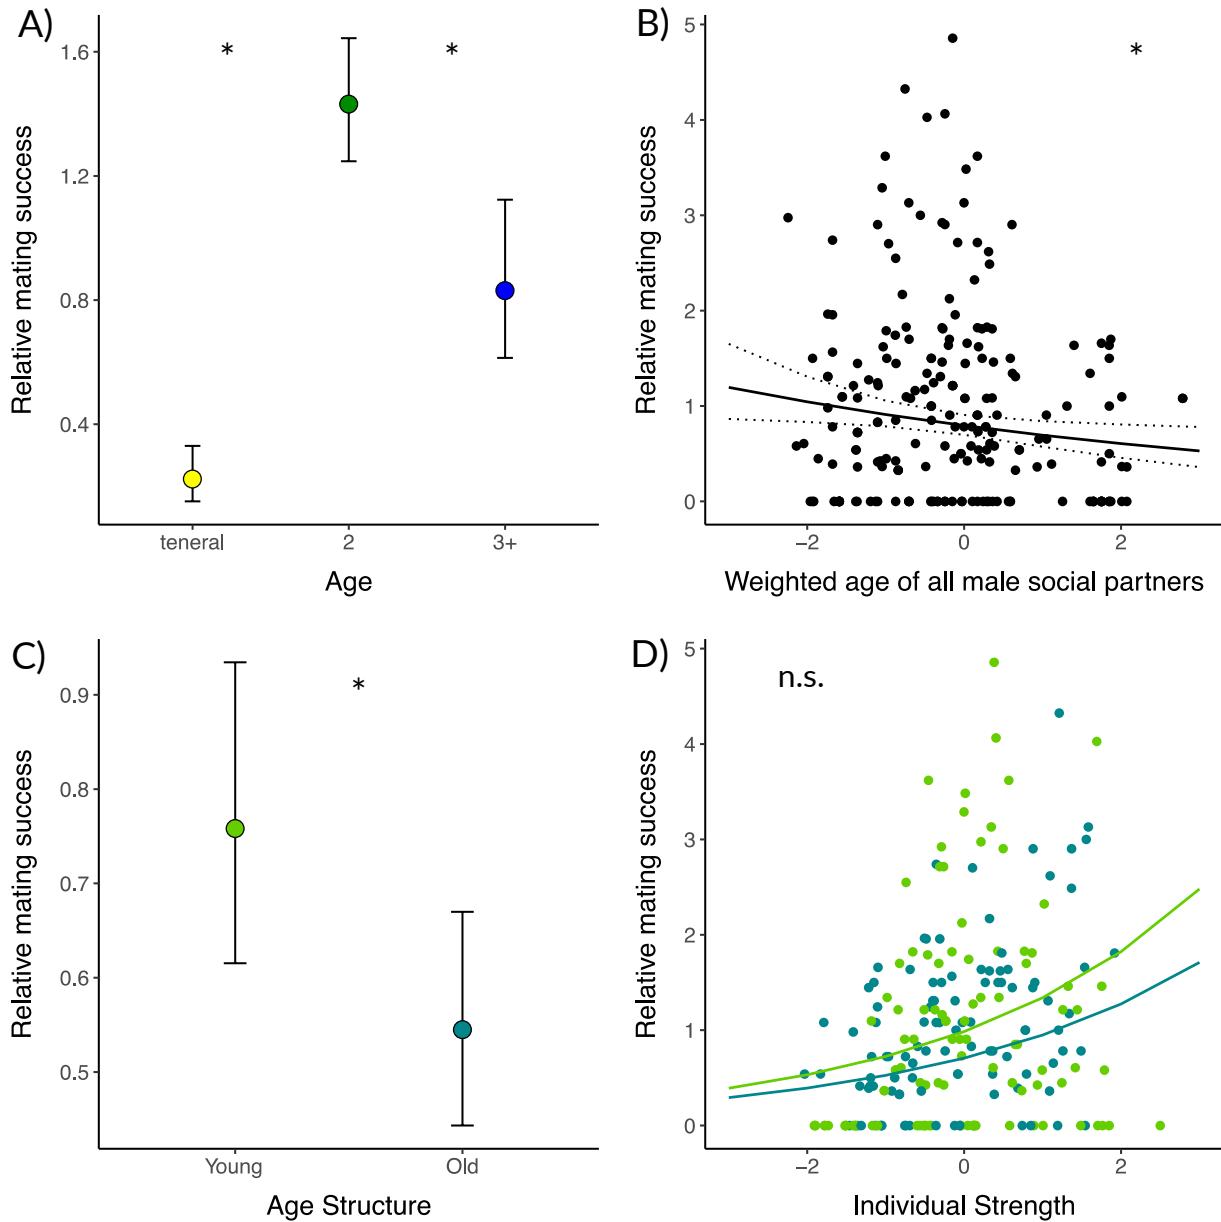 A)
*
*
1.6
1.2
0.8
0.4
Relative mating success
teneral
2
3+
Age
B)
*
5
4
3
2
1
0
Relative mating success
−2
0
2
Weighted age of all male social partners
C)
*
0.9
0.8
0.7
0.6
0.5
Relative mating success
Young
Old
Age Structure
D)
n.s.
5
4
3
2
1
0
Relative mating success
−2
0
2
Individual Strength